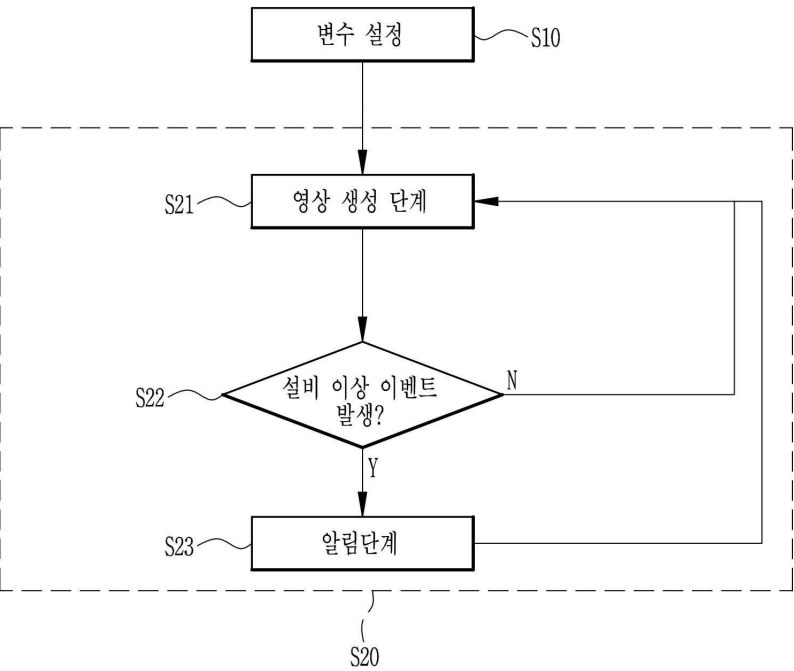 변수 설정
S10
S21
영상 생성 단계
S22
설비 이상 이벤트
발생?
N
Y
S23
알림단계
S20